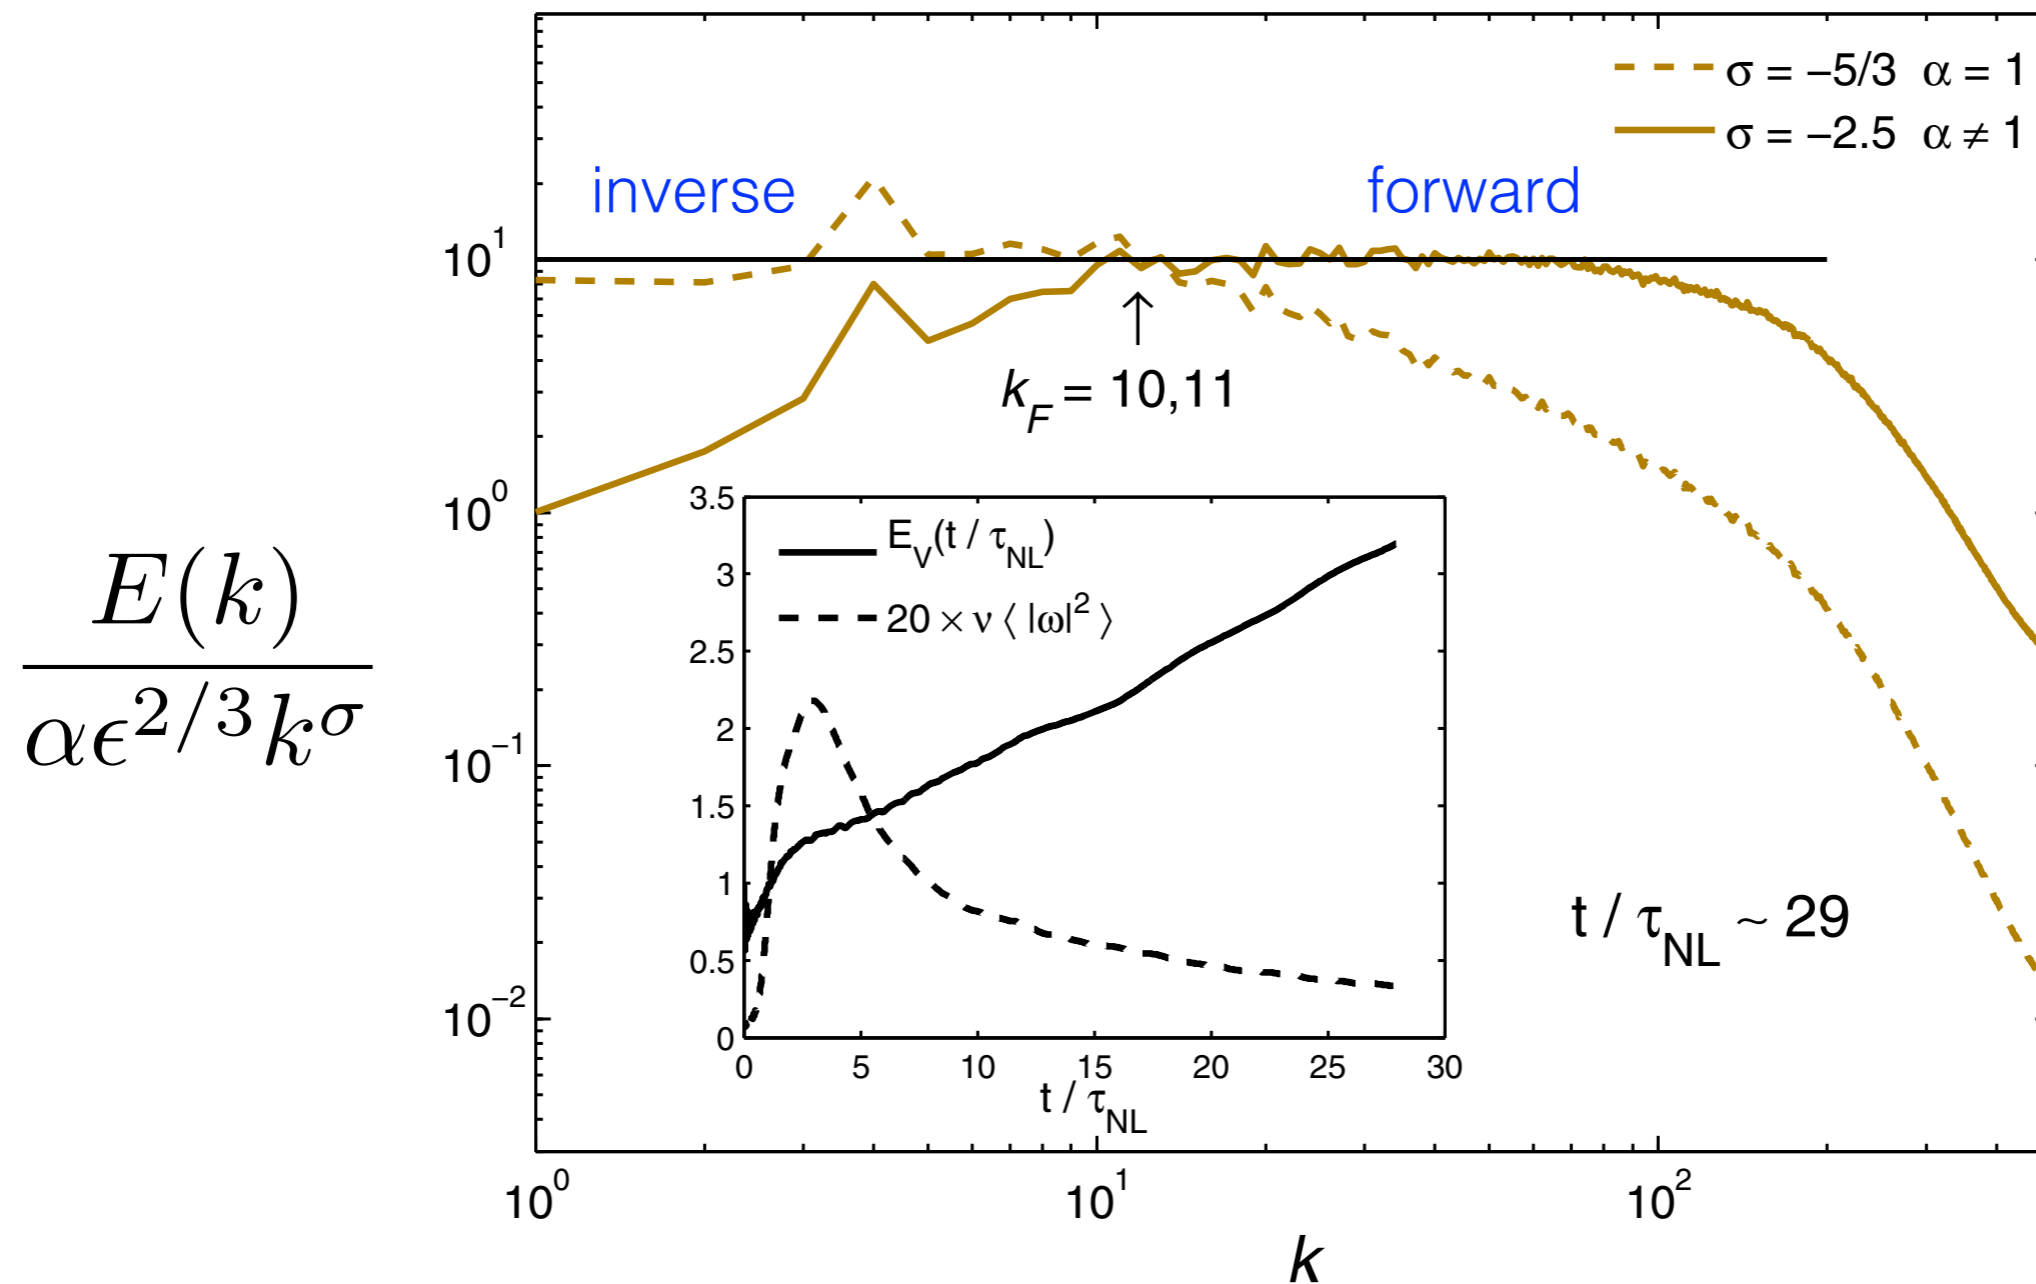 σ = −5/3 α = 1
σ = −2.5 α ≠ 1
inverse
forward
10^1
10^0
10^−1
10^−2
k_F = 10,11
E(k)
αϵ^{2/3}k^σ
3.5
3
2.5
2
1.5
1
0.5
0
E_V(t / τ_NL)
20 × ν ⟨ |ω|^2 ⟩
0 5 10 15 20 25 30
t / τ_NL
t / τ_NL ~ 29
10^0 10^1 10^2
k